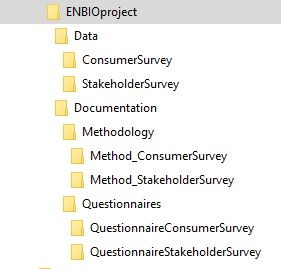 ENBIOproject
Data
ConsumerSurvey
StakeholderSurvey
Documentation
Methodology
Method_ConsumerSurvey
Method_StakeholderSurvey
Questionnaires
QuestionnaireConsumerSurvey
QuestionnaireStakeholderSurvey